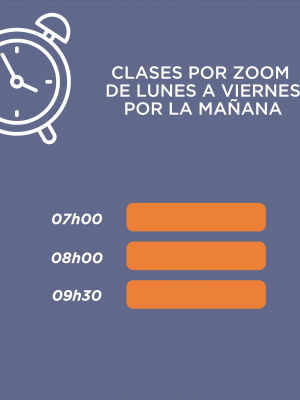 CLASES POR ZOOM
DE LUNES A VIERNES
POR LA MAÑANA
07h00
08h00
09h30